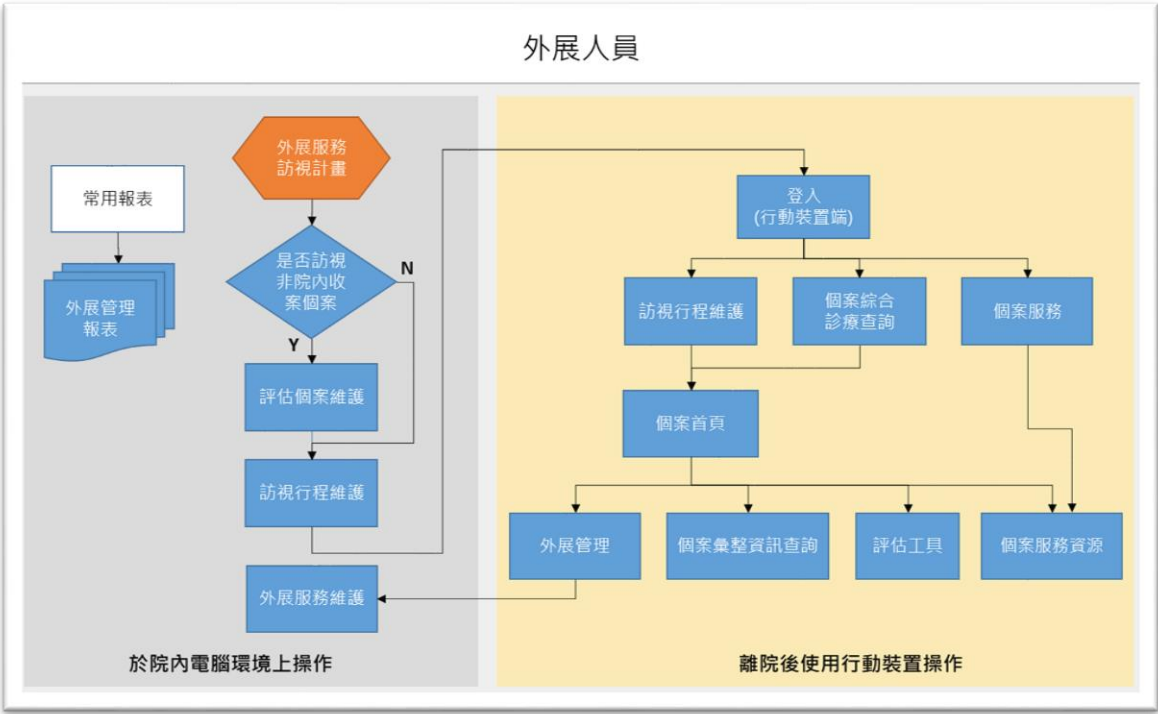 外展人員
外展服務
訪視計畫
常用報表
外展管理
報表
是否訪視
非院內收
案個案
N
Y
評估個案維護
訪視行程維護
外展服務維護
於院內電腦環境上操作
登入
(行動裝置端)
訪視行程維護
個案綜合
診療查詢
個案服務
個案首頁
外展管理
個案彙整資訊查詢
評估工具
個案服務資源
離院後使用行動裝置操作